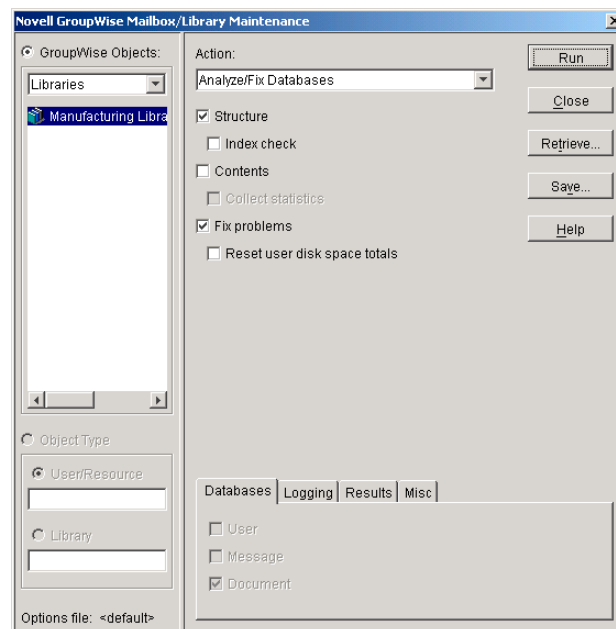 Novell GroupWise Mailbox/Library Maintenance
GroupWise Objects:
Libraries
Manufacturing Libra
Object Type
User/Resource
Library
Options file: <default>
Action:
Analyze/Fix Databases
Structure
Index check
Contents
Collect statistics
Fix problems
Reset user disk space totals
Databases Logging Results Misc
User
Message
Document
Run
Close
Retrieve...
Save...
Help